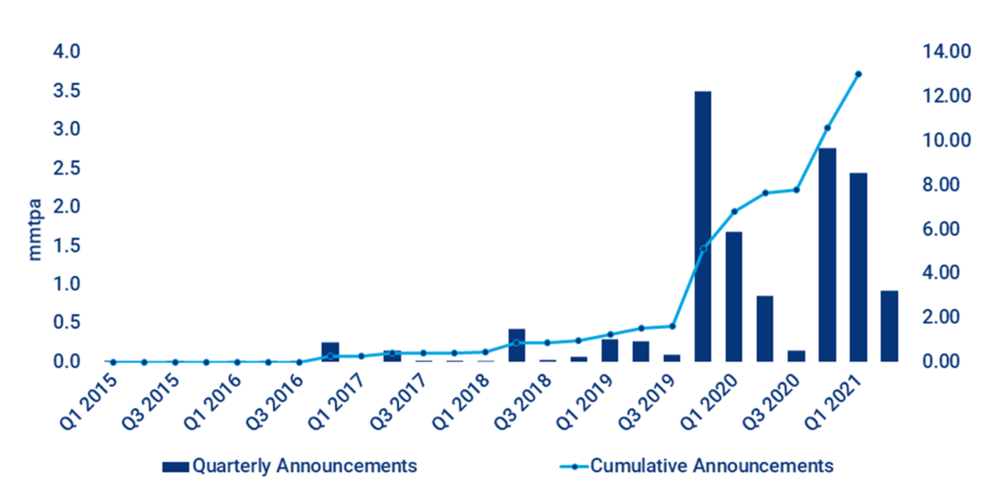 4.0
3.5
3.0
2.5
2.0
1.5
1.0
0.5
0.0
mmtpa
14.00
12.00
10.00
8.00
6.00
4.00
2.00
0.00
Q1 2015
Q3 2015
Q1 2016
Q3 2016
Q1 2017
Q3 2017
Q1 2018
Q3 2018
Q1 2019
Q3 2019
Q1 2020
Q3 2020
Q1 2021
Quarterly Announcements
Cumulative Announcements